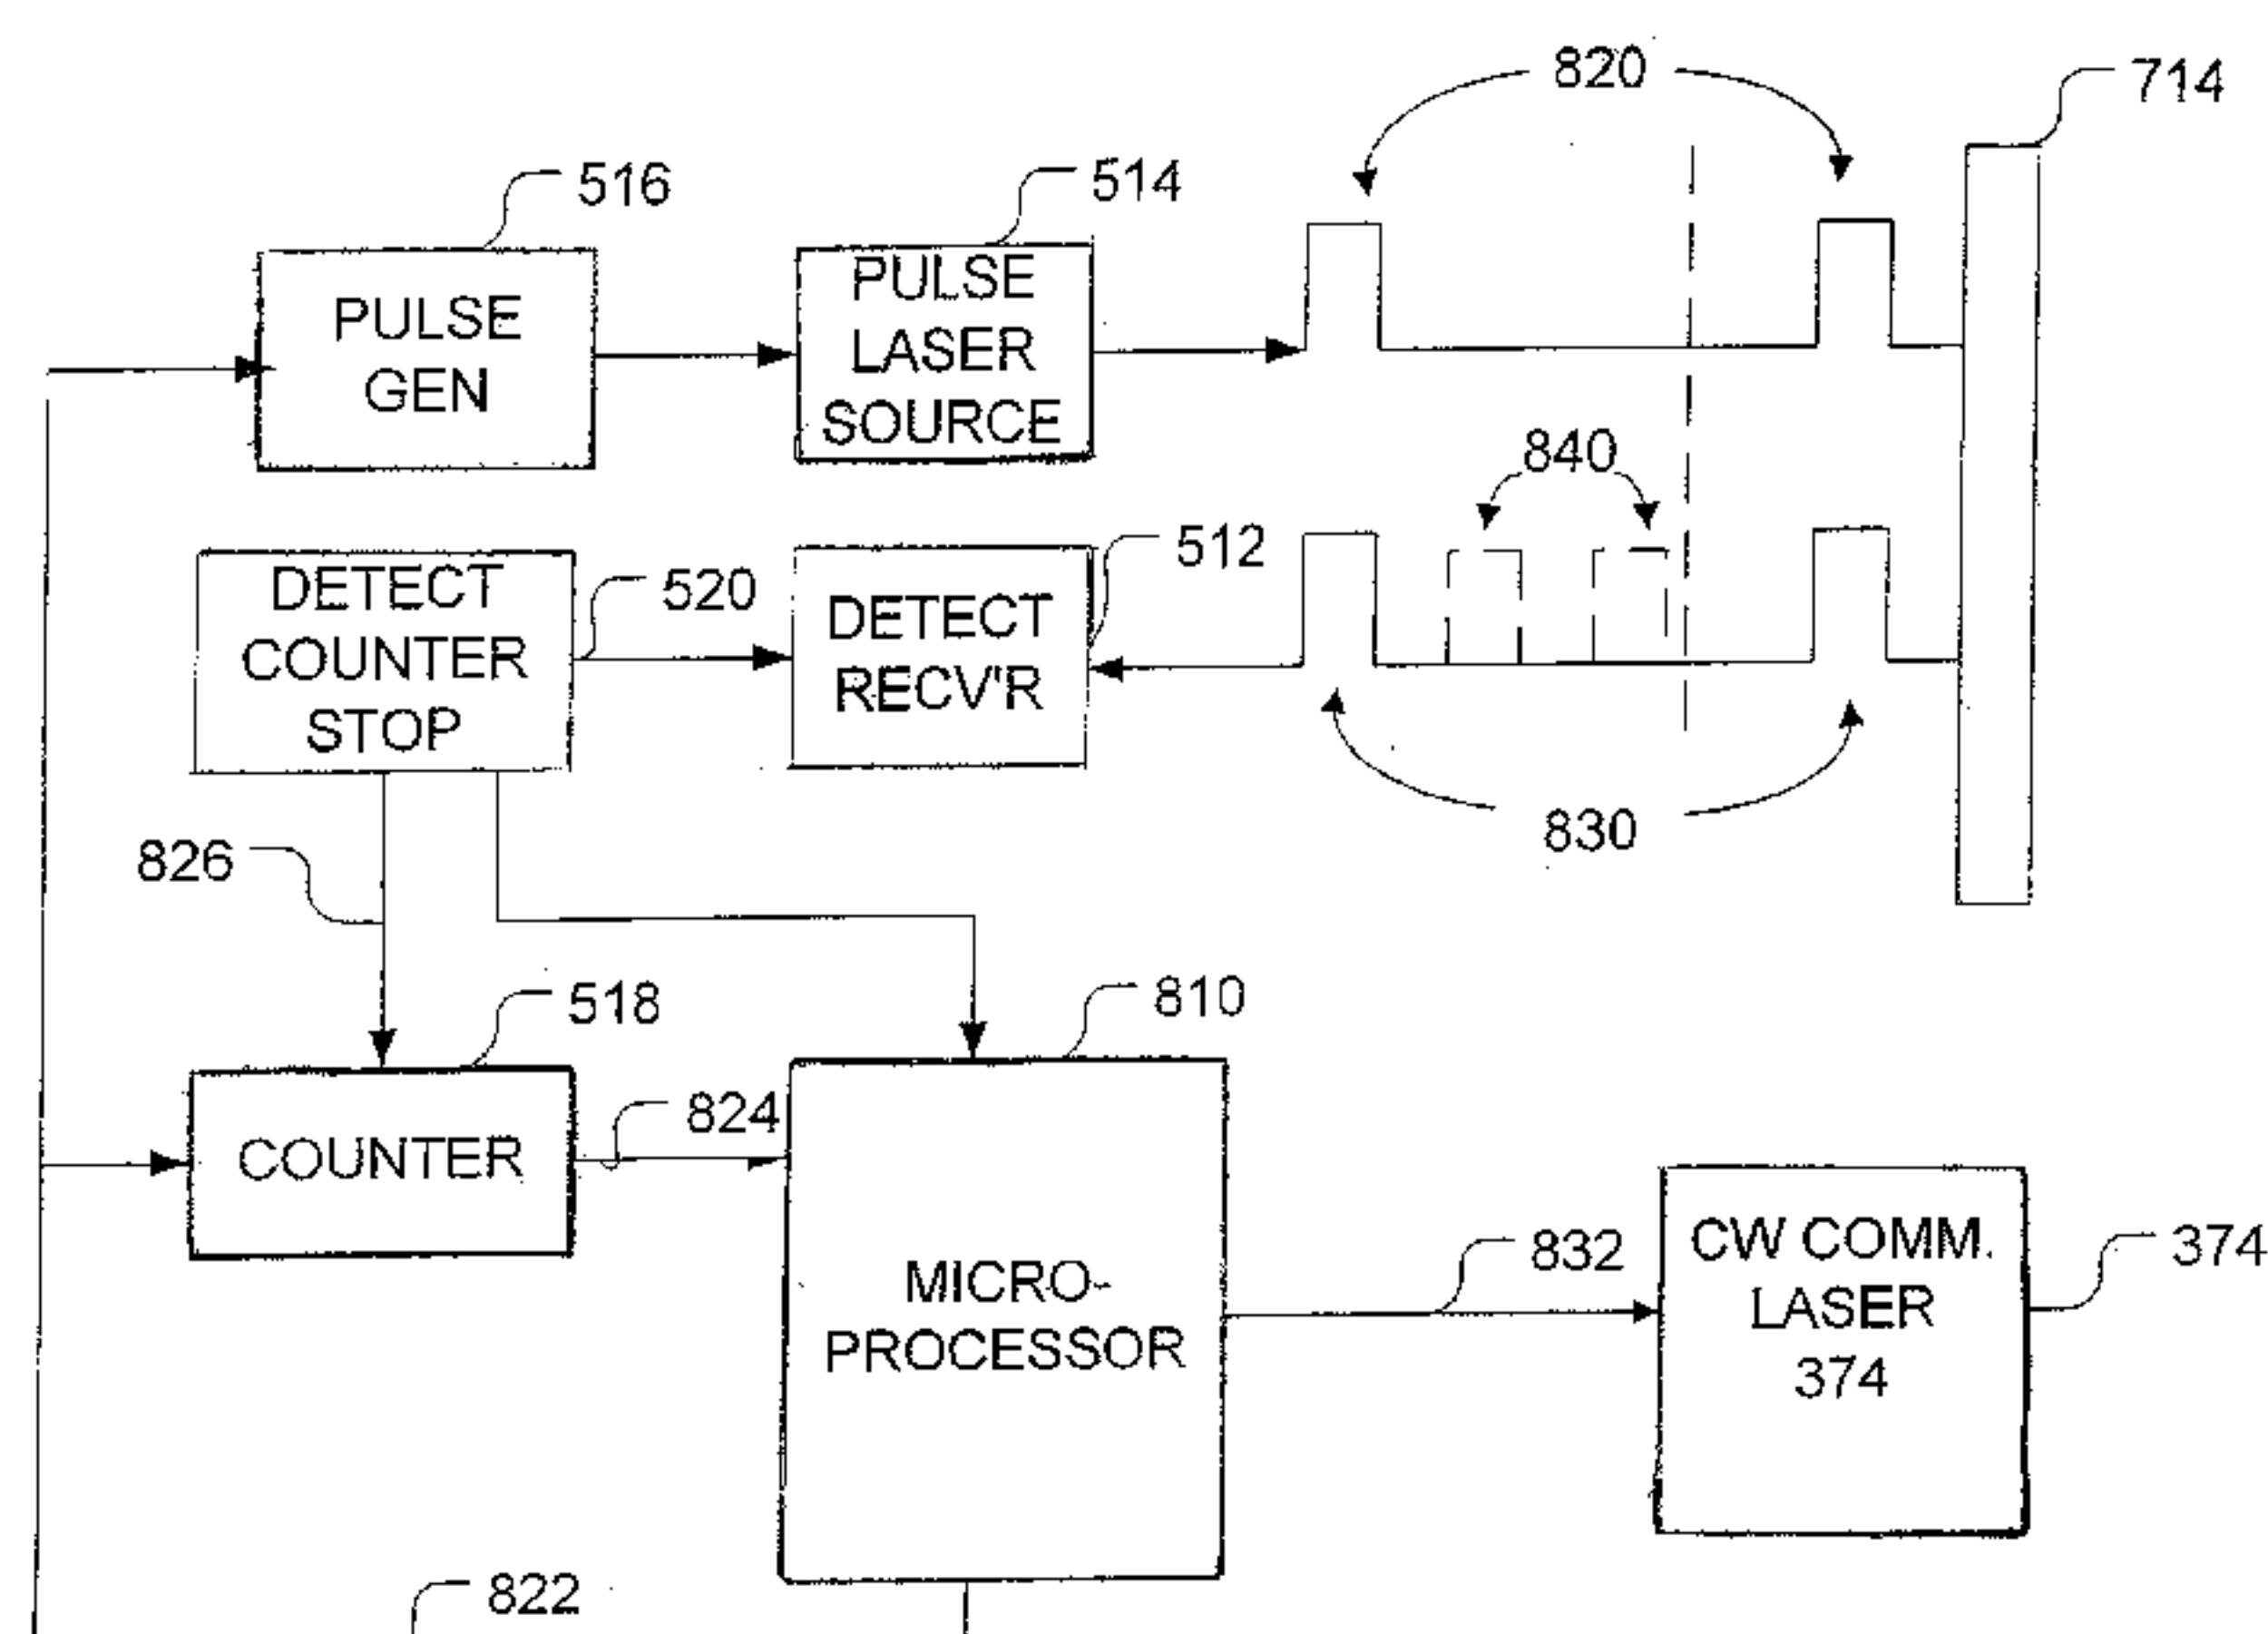 820
714
516
514
PULSE
GEN
PULSE
LASER
SOURCE
840
512
520
DETECT
COUNTER
STOP
DETECT
RECV'R
830
826
518
810
824
COUNTER
MICRO-
PROCESSOR
832
CW COMM.
LASER
374
374
822